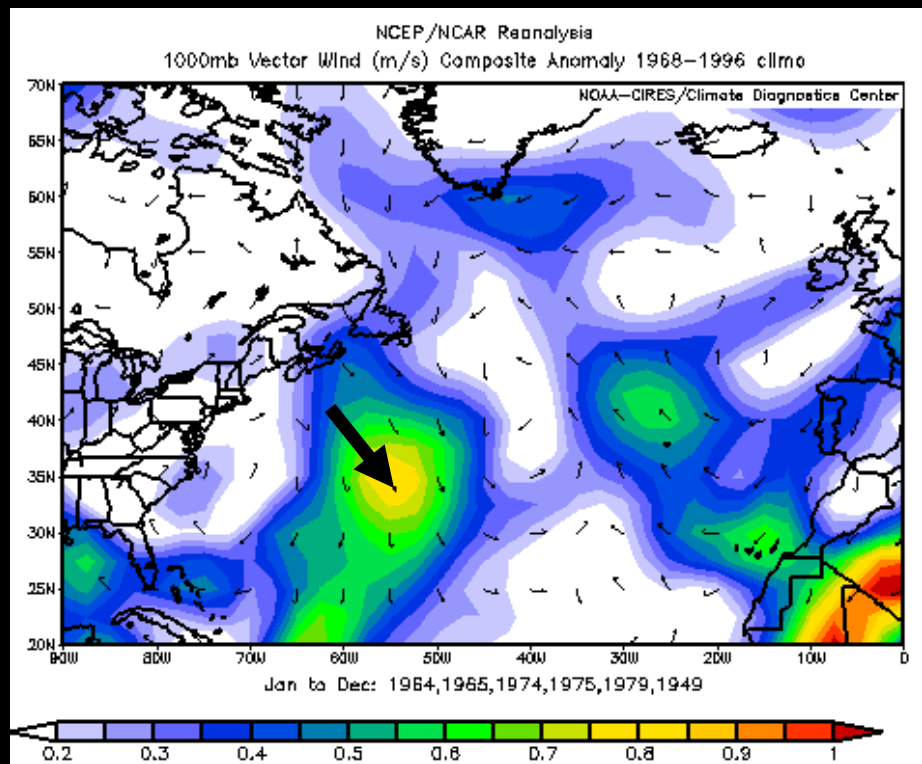 NCEP/NCAR Reanalysis
1000mb Vector Wind (m/s) Composite Anomaly 1968-1996 climo
NOAA-CIRES/Climate Diagnostics Center
70N
65N
60N
55N
50N
45N
40N
35N
30N
25N
20N
90W 80W 70W 60W 50W 40W 30W 20W 10W 0
Jan to Dec: 1964,1965,1974,1975,1979,1949
0.2 0.3 0.4 0.5 0.6 0.7 0.8 0.9 1